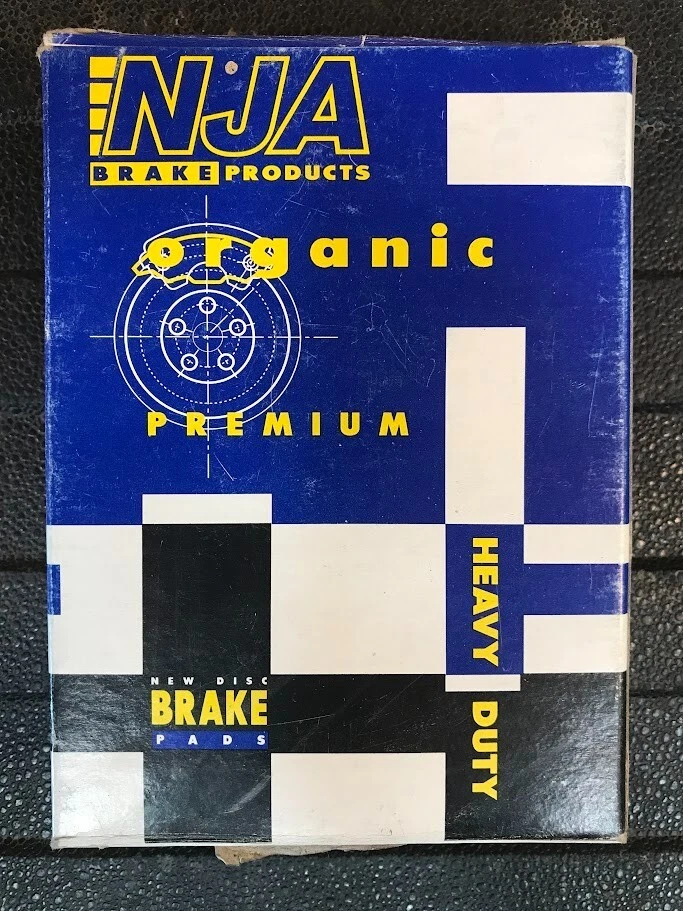 NJA
BRAKE PRODUCTS
organic
PREMIUM
HEAVY DUTY
NEW DISC
BRAKE
PADS